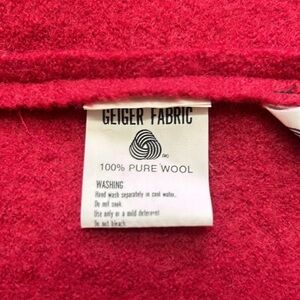 GEIGER FABRIC
100% PURE WOOL
WASHING
Hand wash separately in cool water.
Do not soak.
Use only or a mild detergent
Do not bleach.